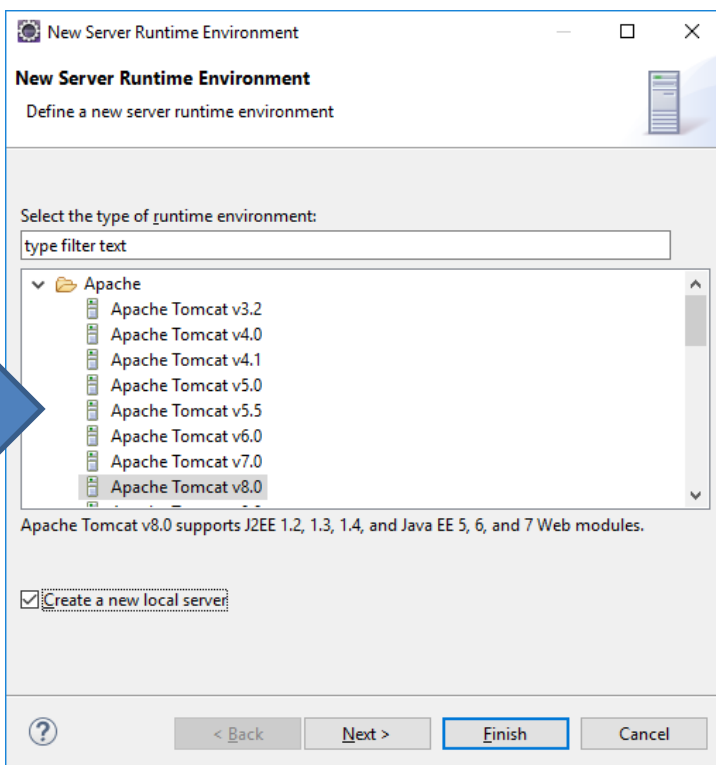 New Server Runtime Environment
New Server Runtime Environment
Define a new server runtime environment
Select the type of runtime environment:
type filter text
Apache
Apache Tomcat v3.2
Apache Tomcat v4.0
Apache Tomcat v4.1
Apache Tomcat v5.0
Apache Tomcat v5.5
Apache Tomcat v6.0
Apache Tomcat v7.0
Apache Tomcat v8.0
Apache Tomcat v8.0 supports J2EE 1.2, 1.3, 1.4, and Java EE 5, 6, and 7 Web modules.
Create a new local server
? < Back Next > Finish Cancel